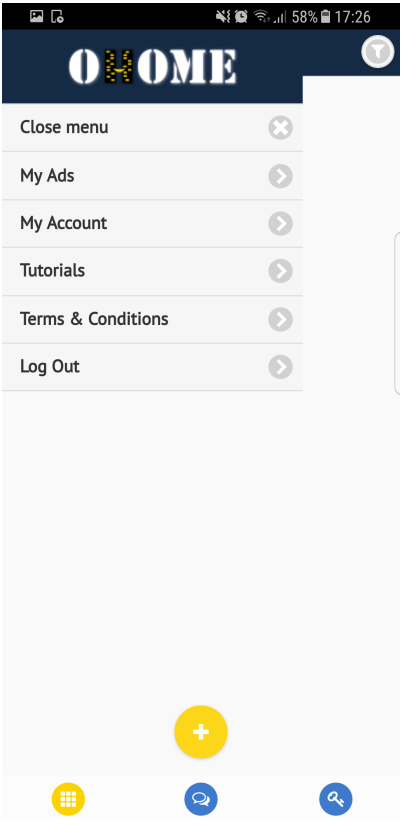 58% 17:26
OHOME
Close menu
My Ads
My Account
Tutorials
Terms & Conditions
Log Out